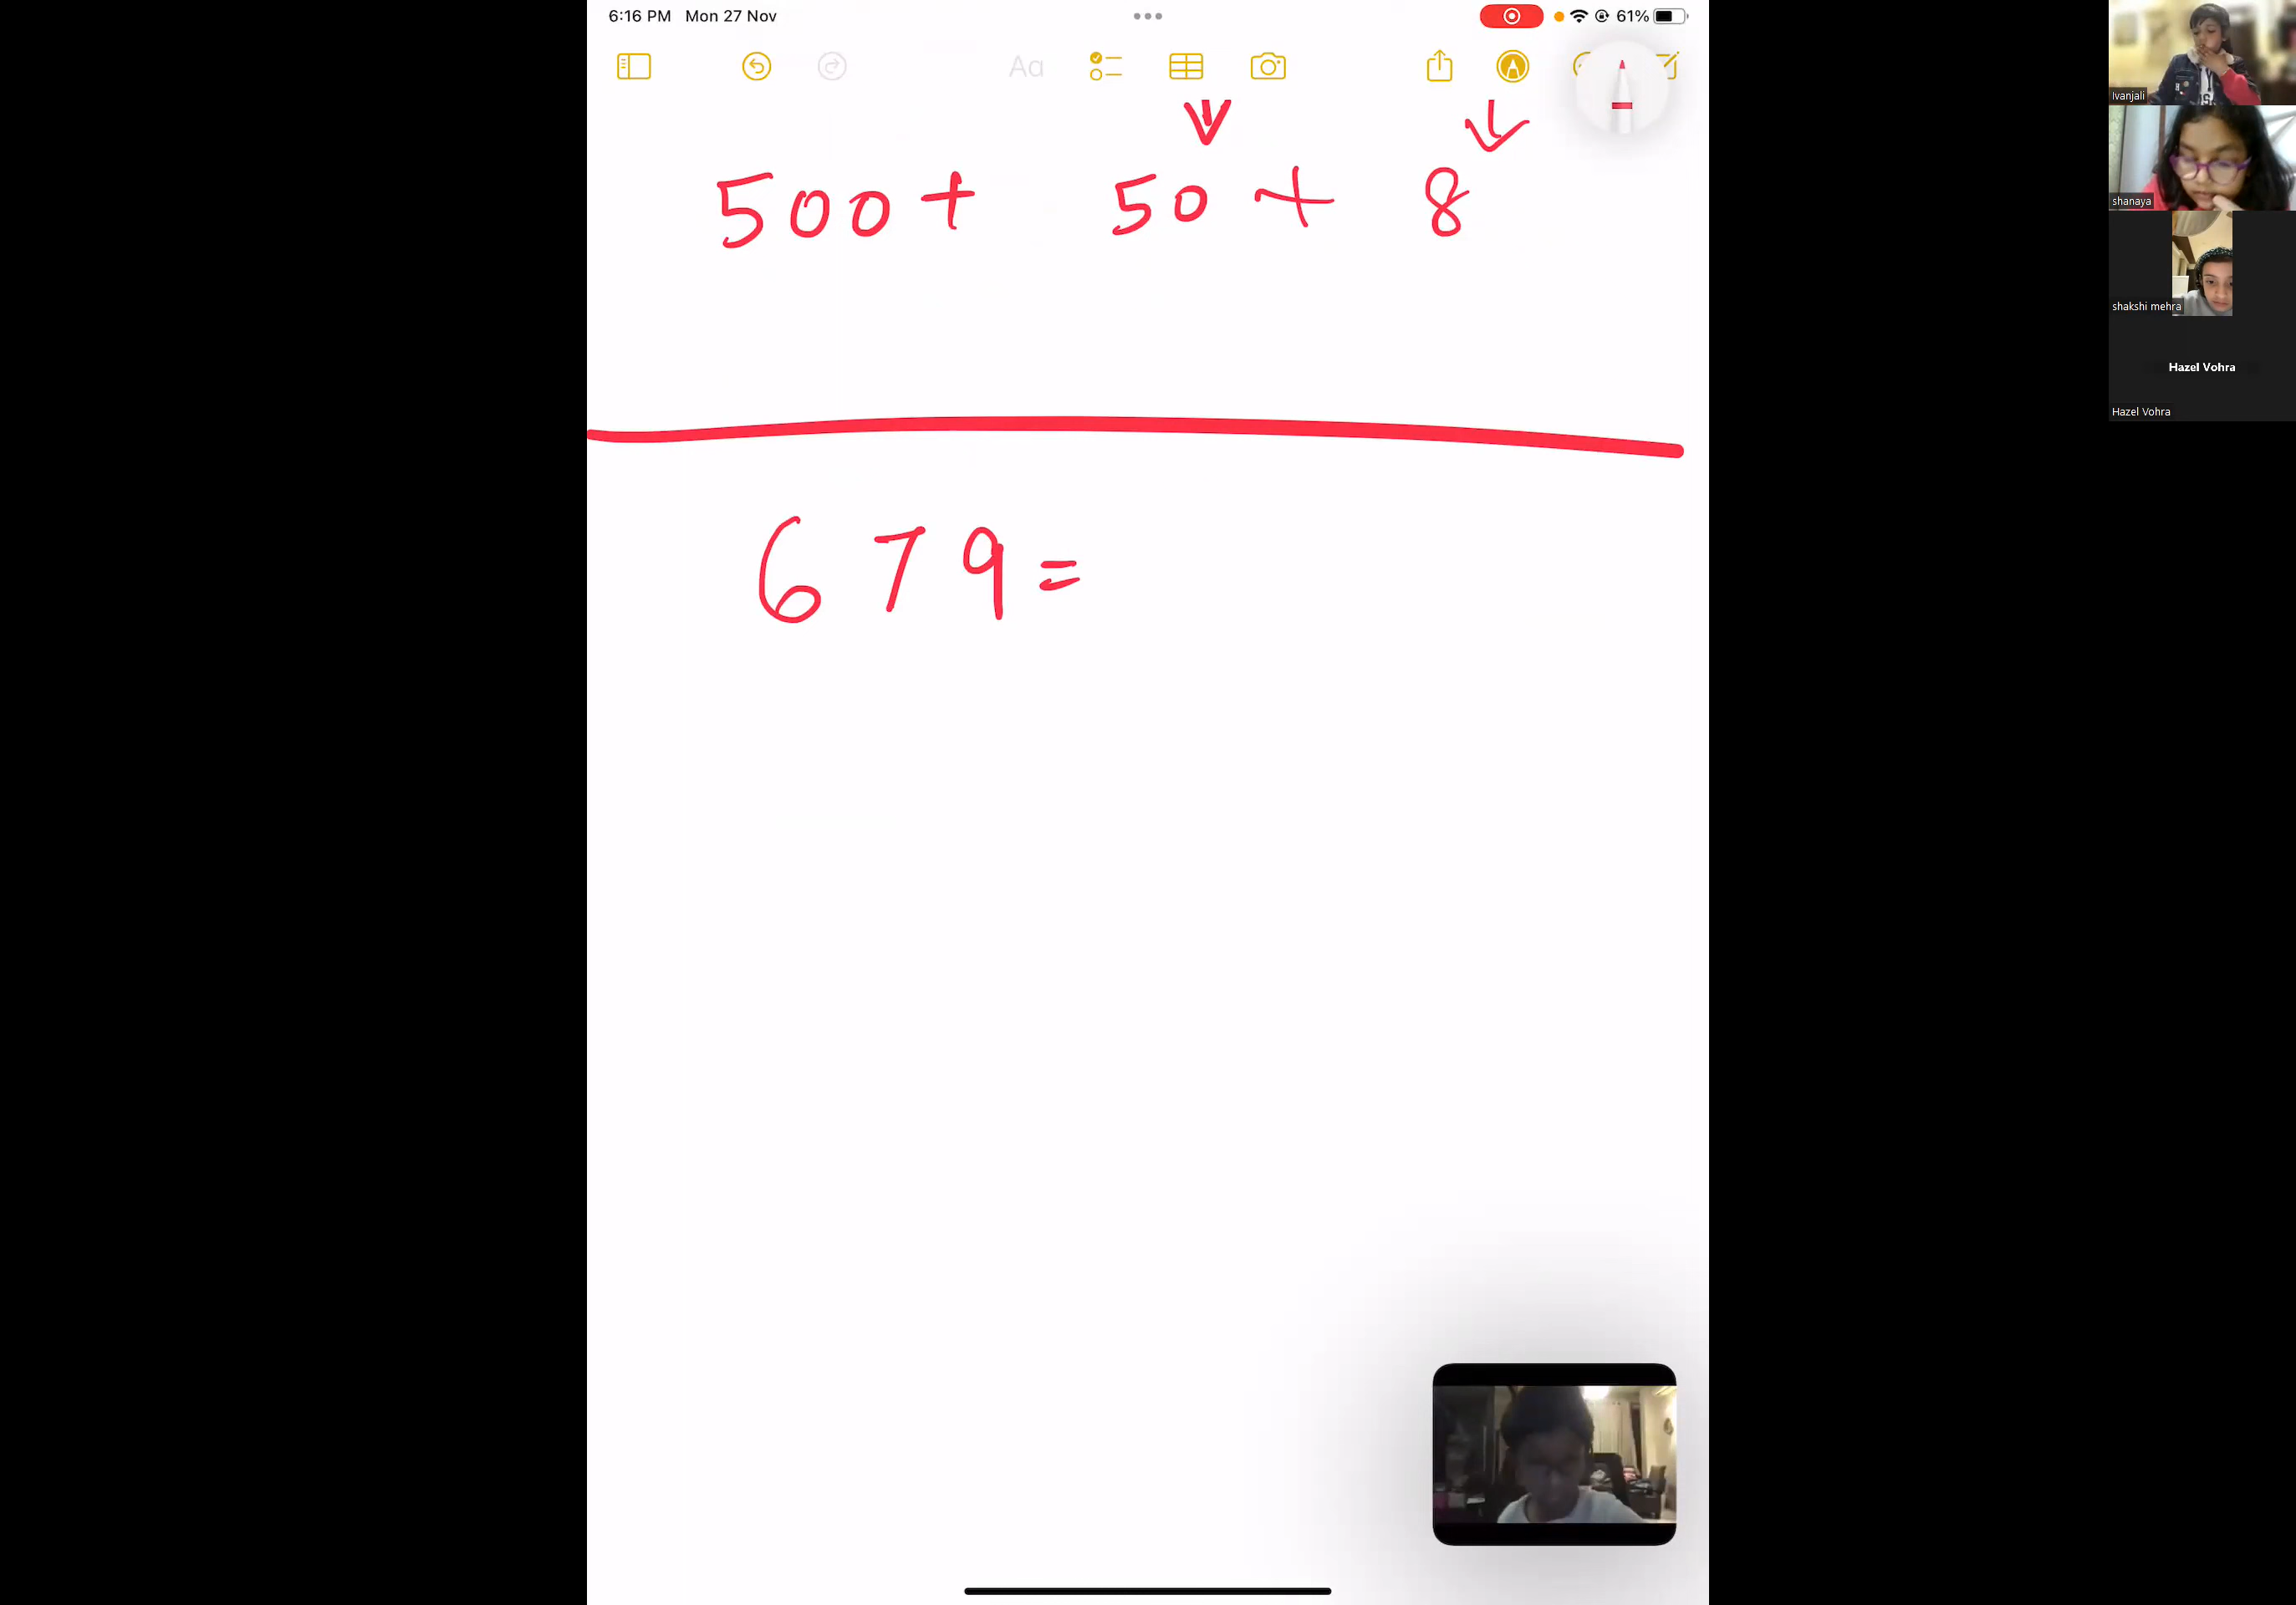 6:16 PM Mon 27 Nov
61%
Aa
500 + 50 + 8
679 =
Ivanjali
shanaya
shakshi mehra
Hazel Vohra
Hazel Vohra